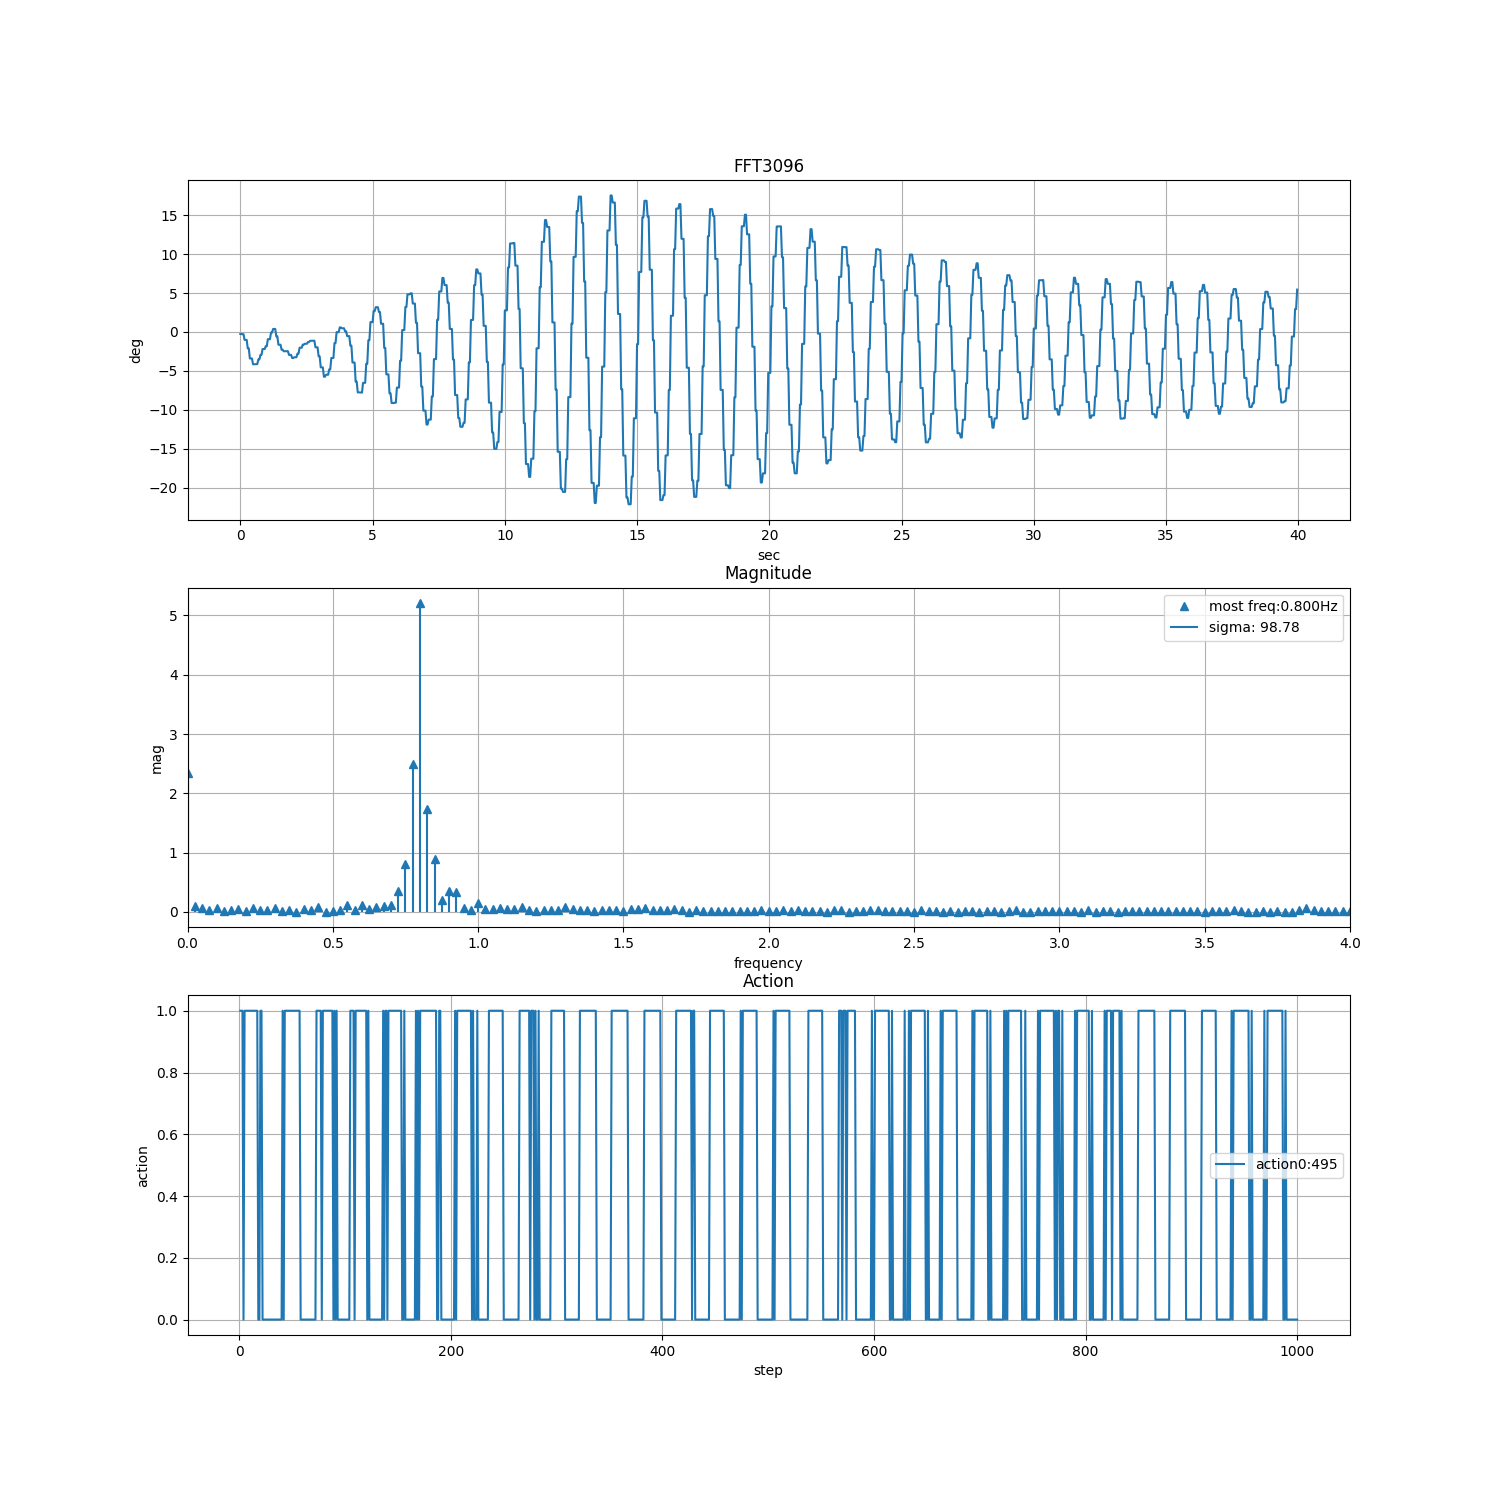 FFT3096
15
10
5
0
−5
−10
−15
−20
deg
0 5 10 15 20 25 30 35 40
sec
Magnitude
5
4
3
2
1
0
mag
most freq:0.800Hz
sigma: 98.78
0.0 0.5 1.0 1.5 2.0 2.5 3.0 3.5 4.0
frequency
Action
1.0
0.8
0.6
0.4
0.2
0.0
action
action0:495
0 200 400 600 800 1000
step